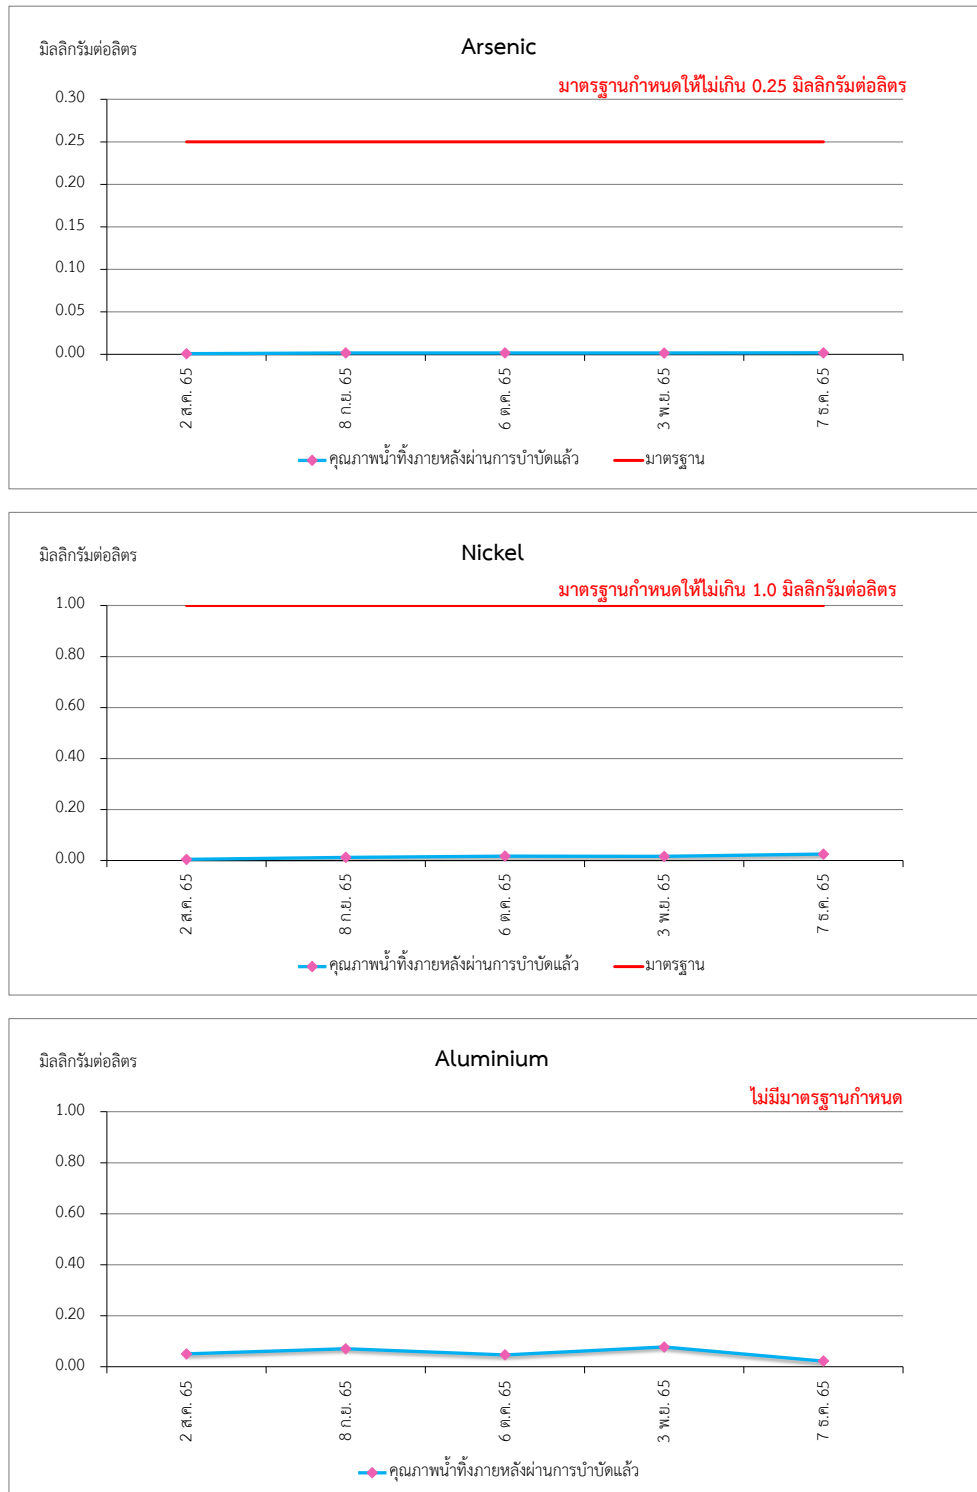 Arsenic
มิลลิกรัมต่อลิตร
มาตรฐานกำหนดให้ไม่เกิน 0.25 มิลลิกรัมต่อลิตร
0.30
0.25
0.20
0.15
0.10
0.05
0.00
2 ส.ค. 65
8 ก.ย. 65
6 ต.ค. 65
3 พ.ย. 65
7 ธ.ค. 65
คุณภาพน้ำทิ้งภายหลังผ่านการบำบัดแล้ว มาตรฐาน
Nickel
มิลลิกรัมต่อลิตร
มาตรฐานกำหนดให้ไม่เกิน 1.0 มิลลิกรัมต่อลิตร
1.00
0.80
0.60
0.40
0.20
0.00
2 ส.ค. 65
8 ก.ย. 65
6 ต.ค. 65
3 พ.ย. 65
7 ธ.ค. 65
คุณภาพน้ำทิ้งภายหลังผ่านการบำบัดแล้ว มาตรฐาน
Aluminium
มิลลิกรัมต่อลิตร
ไม่มีมาตรฐานกำหนด
1.00
0.80
0.60
0.40
0.20
0.00
2 ส.ค. 65
8 ก.ย. 65
6 ต.ค. 65
3 พ.ย. 65
7 ธ.ค. 65
คุณภาพน้ำทิ้งภายหลังผ่านการบำบัดแล้ว